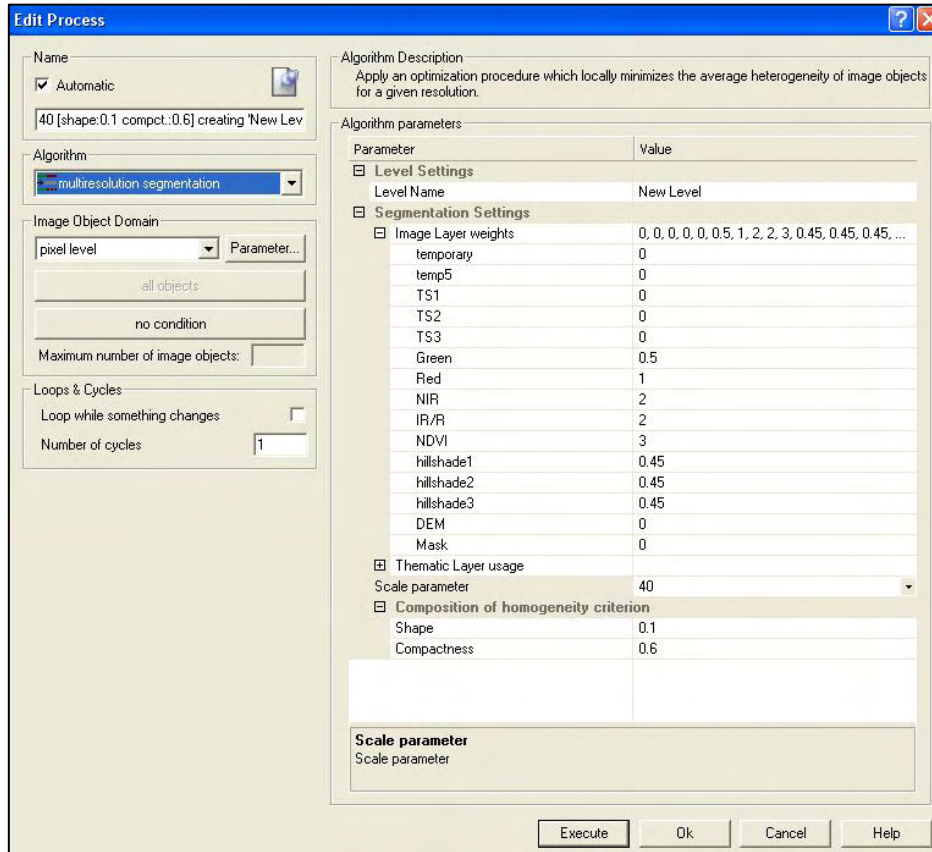 Edit Process
Name
Automatic
40 [shape:0.1 compct.:0.6] creating 'New Lev
Algorithm
multiresolution segmentation
Image Object Domain
pixel level Parameter...
all objects
no condition
Maximum number of image objects:
Loops & Cycles
Loop while something changes
Number of cycles 1
Algorithm Description
Apply an optimization procedure which locally minimizes the average heterogeneity of image objects
for a given resolution.
Algorithm parameters
Parameter Value
Level Settings
Level Name New Level
Segmentation Settings
Image Layer weights 0, 0, 0, 0, 0, 0.5, 1, 2, 2, 3, 0.45, 0.45, 0.45, ...
temporary 0
temp5 0
TS1 0
TS2 0
TS3 0
Green 0.5
Red 1
NIR 2
IR/R 2
NDVI 3
hillshade1 0.45
hillshade2 0.45
hillshade3 0.45
DEM 0
Mask 0
Thematic Layer usage
Scale parameter 40
Composition of homogeneity criterion
Shape 0.1
Compactness 0.6
Scale parameter
Scale parameter
Execute Ok Cancel Help